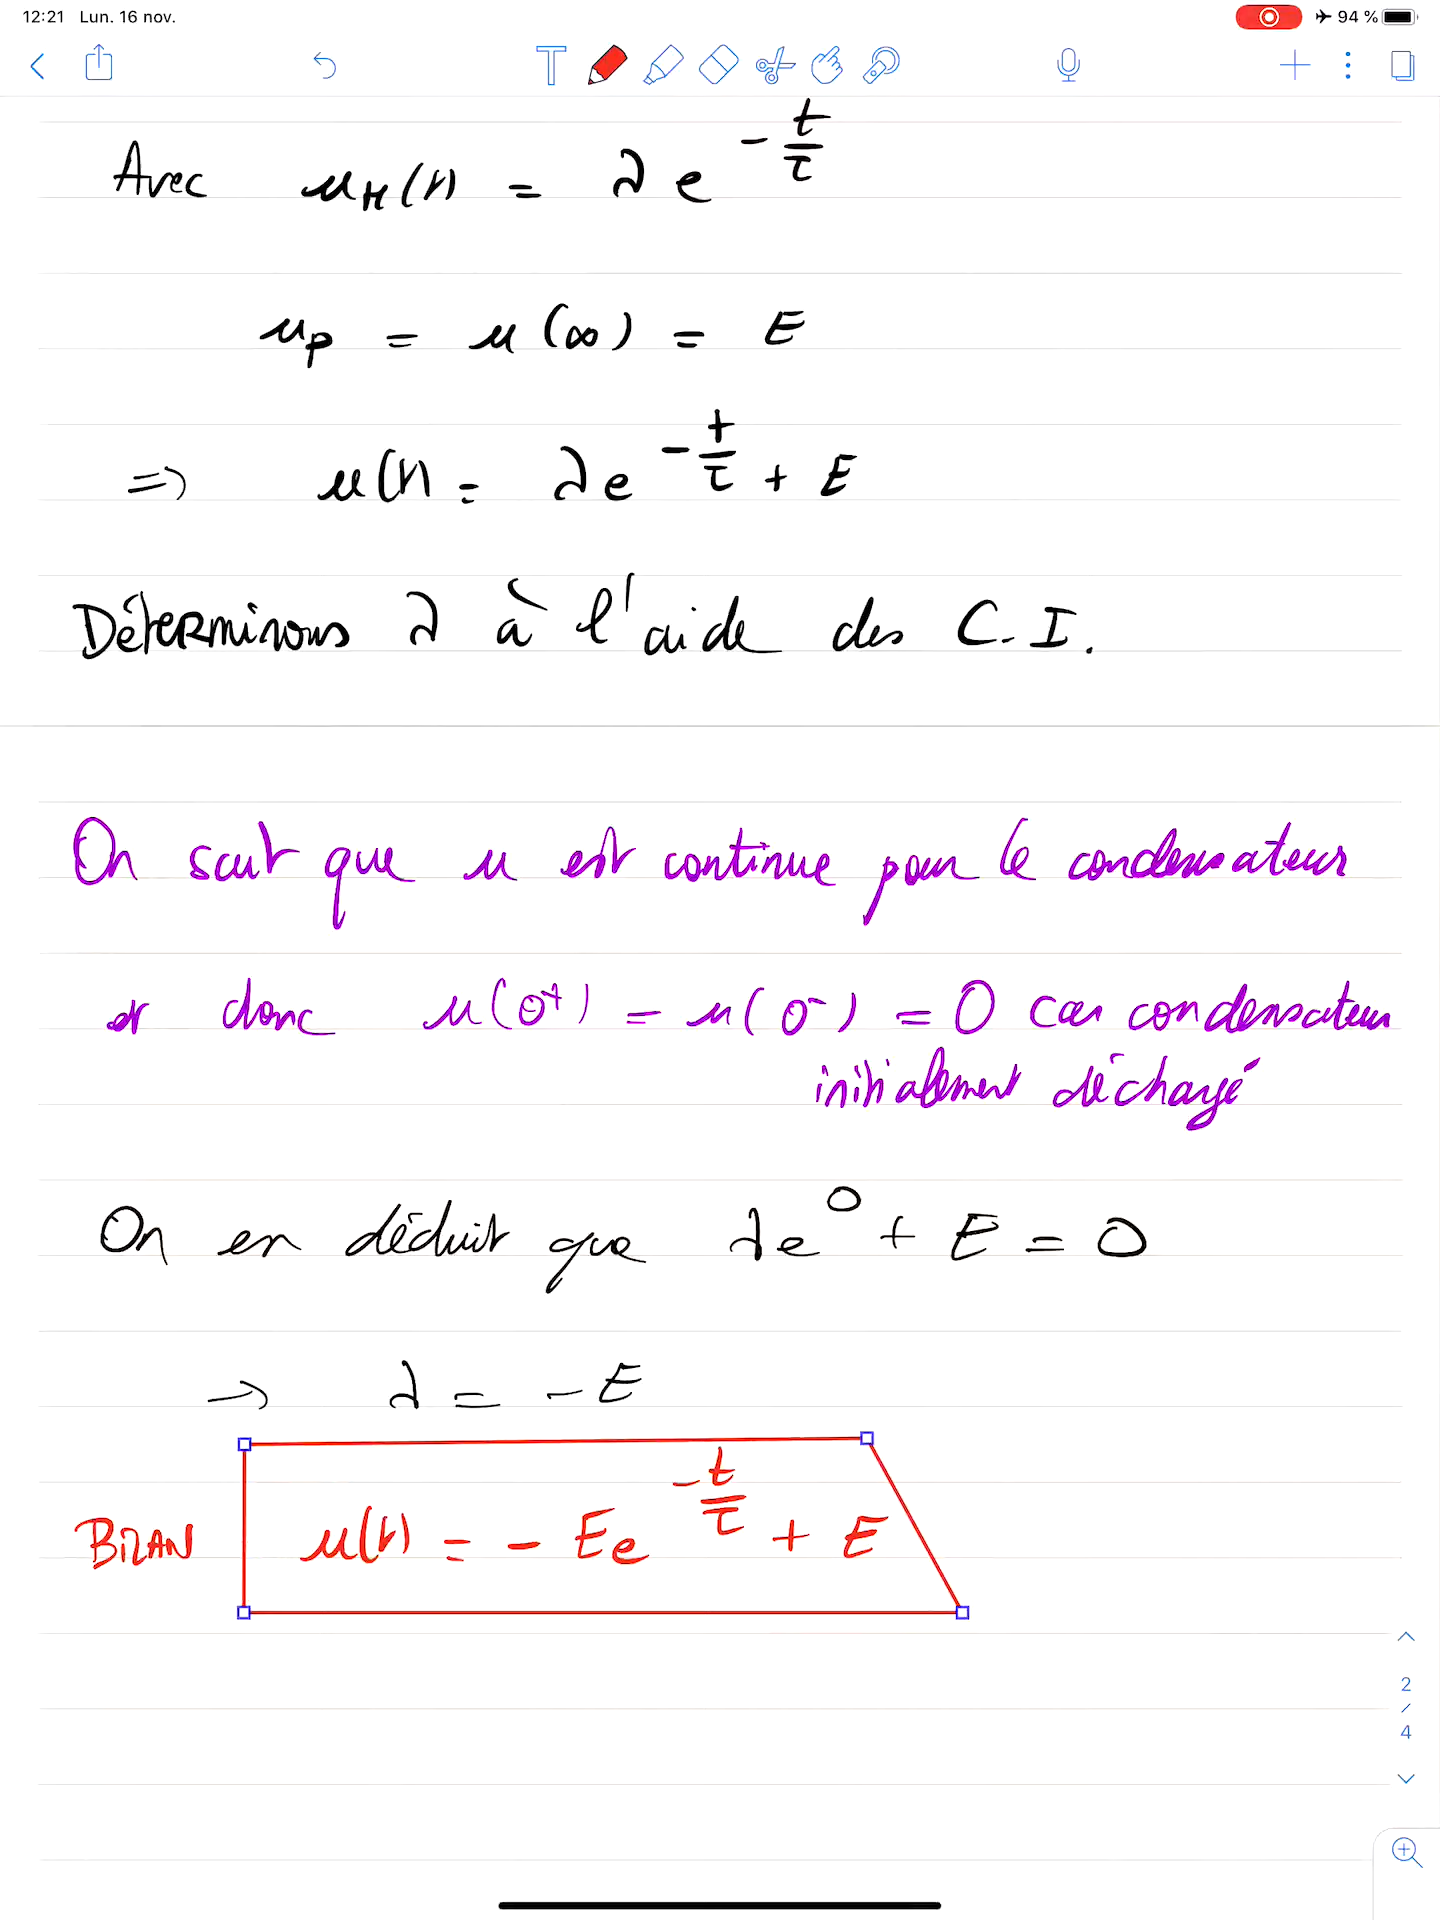 12:21 Lun. 16 nov. 94 %
T
Avec u_H(t) = λe^{-t/τ}
u_p = u(∞) = E
⇒ u(t) = λe^{-t/τ} + E
Déterminons λ à l'aide des C.I.
On sait que u est continue pour le condensateur
et donc u(0⁺) = u(0⁻) = 0 car condensateur
initialement déchargé
On en déduit que λe⁰ + E = 0
→ λ = -E
BILAN u(t) = -Ee^{-t/τ} + E
2
/
4